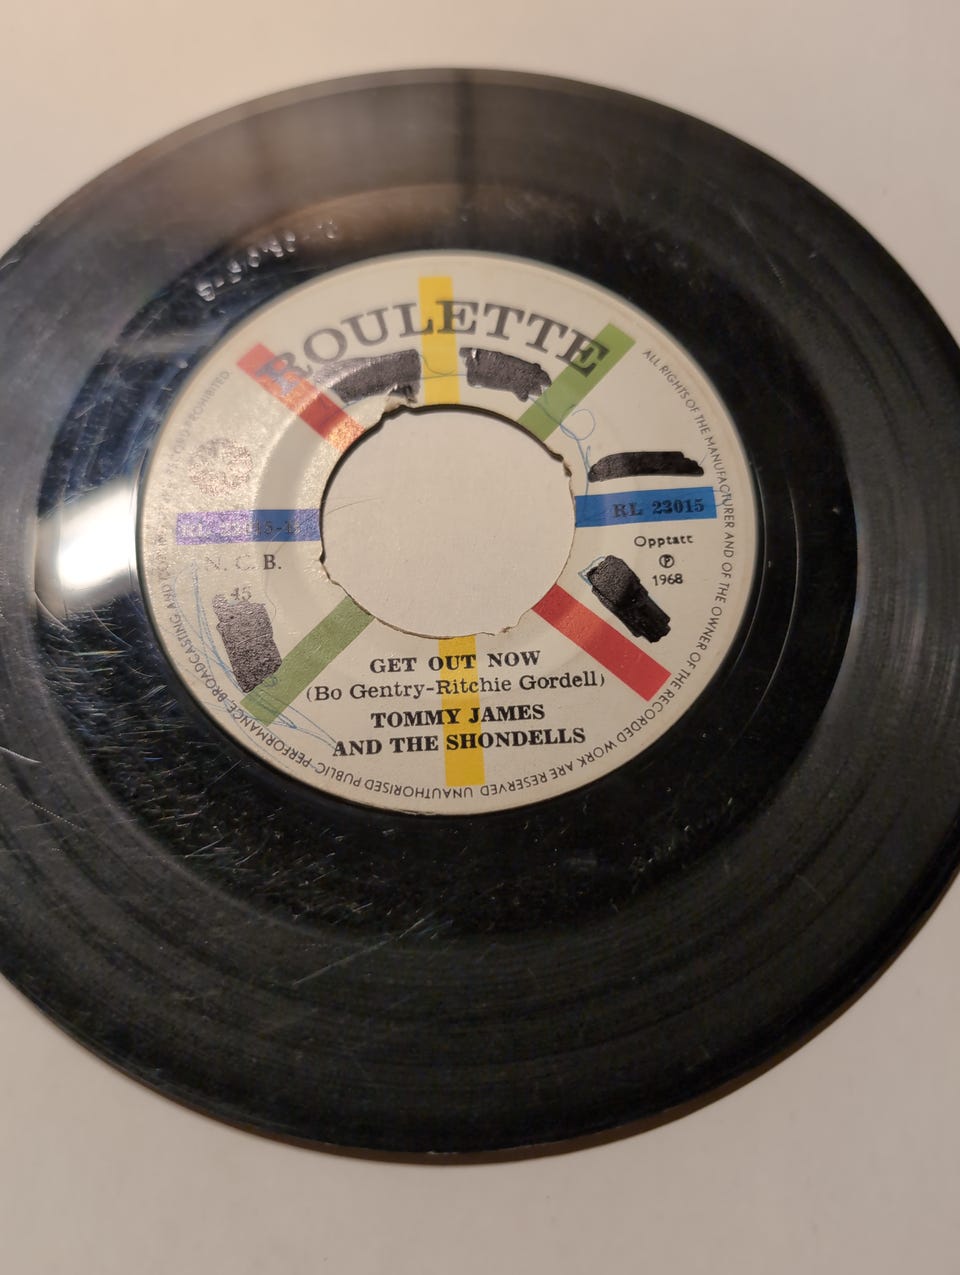 ROULETTE
RL 23015
N. C. B.
45
Opptatt
Ⓟ
1968
GET OUT NOW
(Bo Gentry-Ritchie Gordell)
TOMMY JAMES
AND THE SHONDELLS
ALL RIGHTS OF THE MANUFACTURER AND OF THE OWNER OF THE RECORDED WORK ARE RESERVED UNAUTHORISED PUBLIC PERFORMANCE BROADCASTING AND PROHIBITED